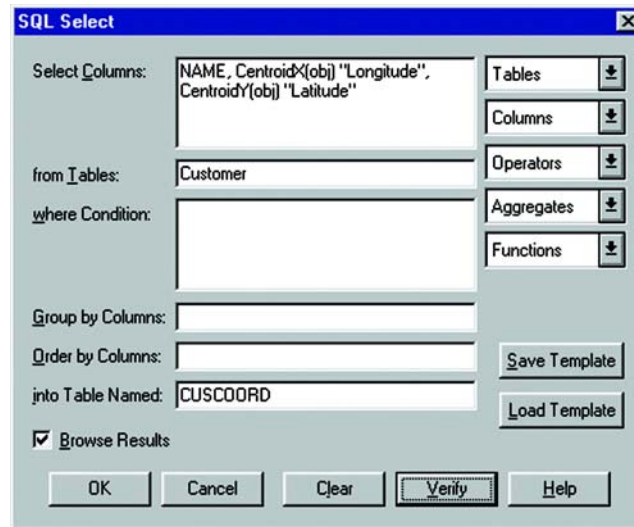 SQL Select
Select Columns:
NAME, CentroidX(obj) "Longitude",
CentroidY(obj) "Latitude"
Tables
Columns
from Tables:
Customer
Operators
where Condition:
Aggregates
Functions
Group by Columns:
Order by Columns:
Save Template
into Table Named:
CUSCOORD
Load Template
Browse Results
OK
Cancel
Clear
Verify
Help